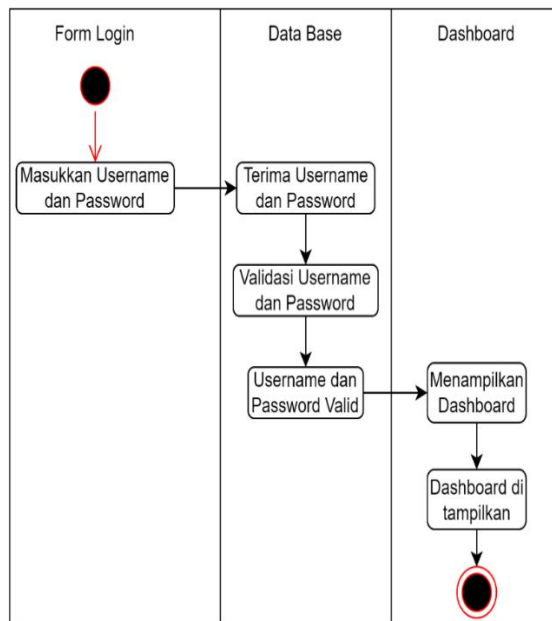 Form Login
Data Base
Dashboard
Masukkan Username
dan Password
Terima Username
dan Password
Validasi Username
dan Password
Username dan
Password Valid
Menampilkan
Dashboard
Dashboard di
tampilkan